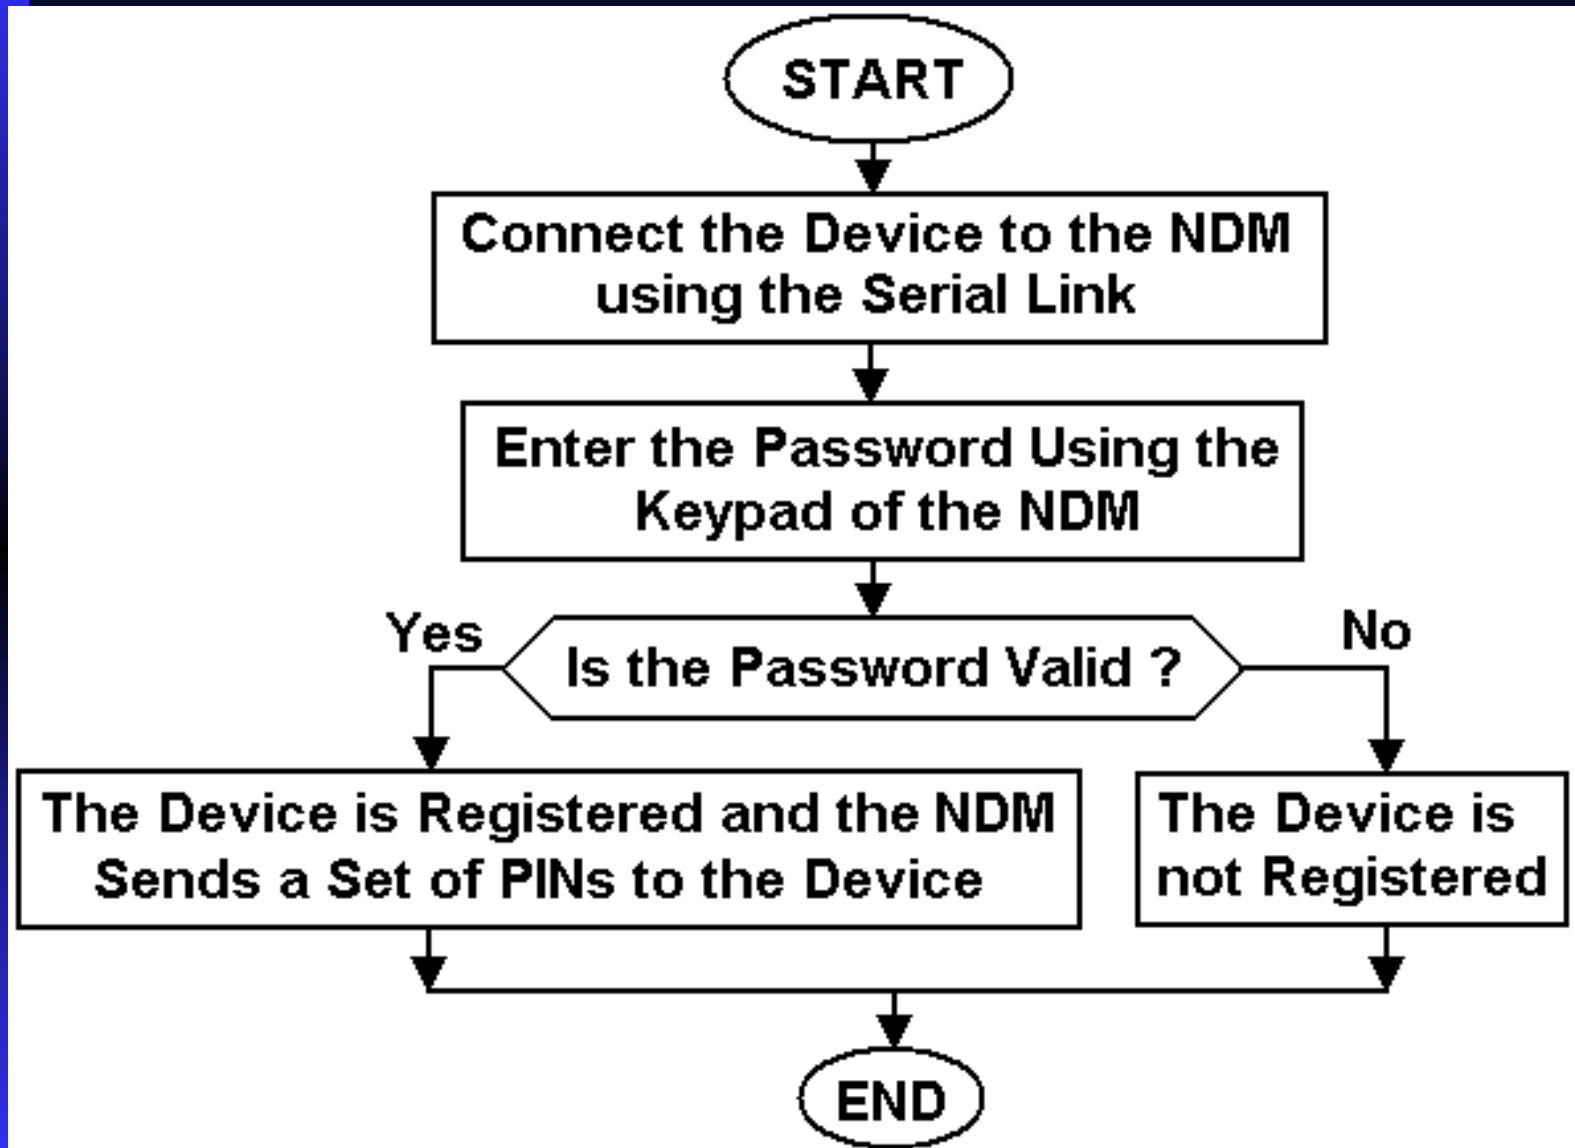 START
Connect the Device to the NDM
using the Serial Link
Enter the Password Using the
Keypad of the NDM
Yes
Is the Password Valid ?
No
The Device is Registered and the NDM
Sends a Set of PINs to the Device
The Device is
not Registered
END